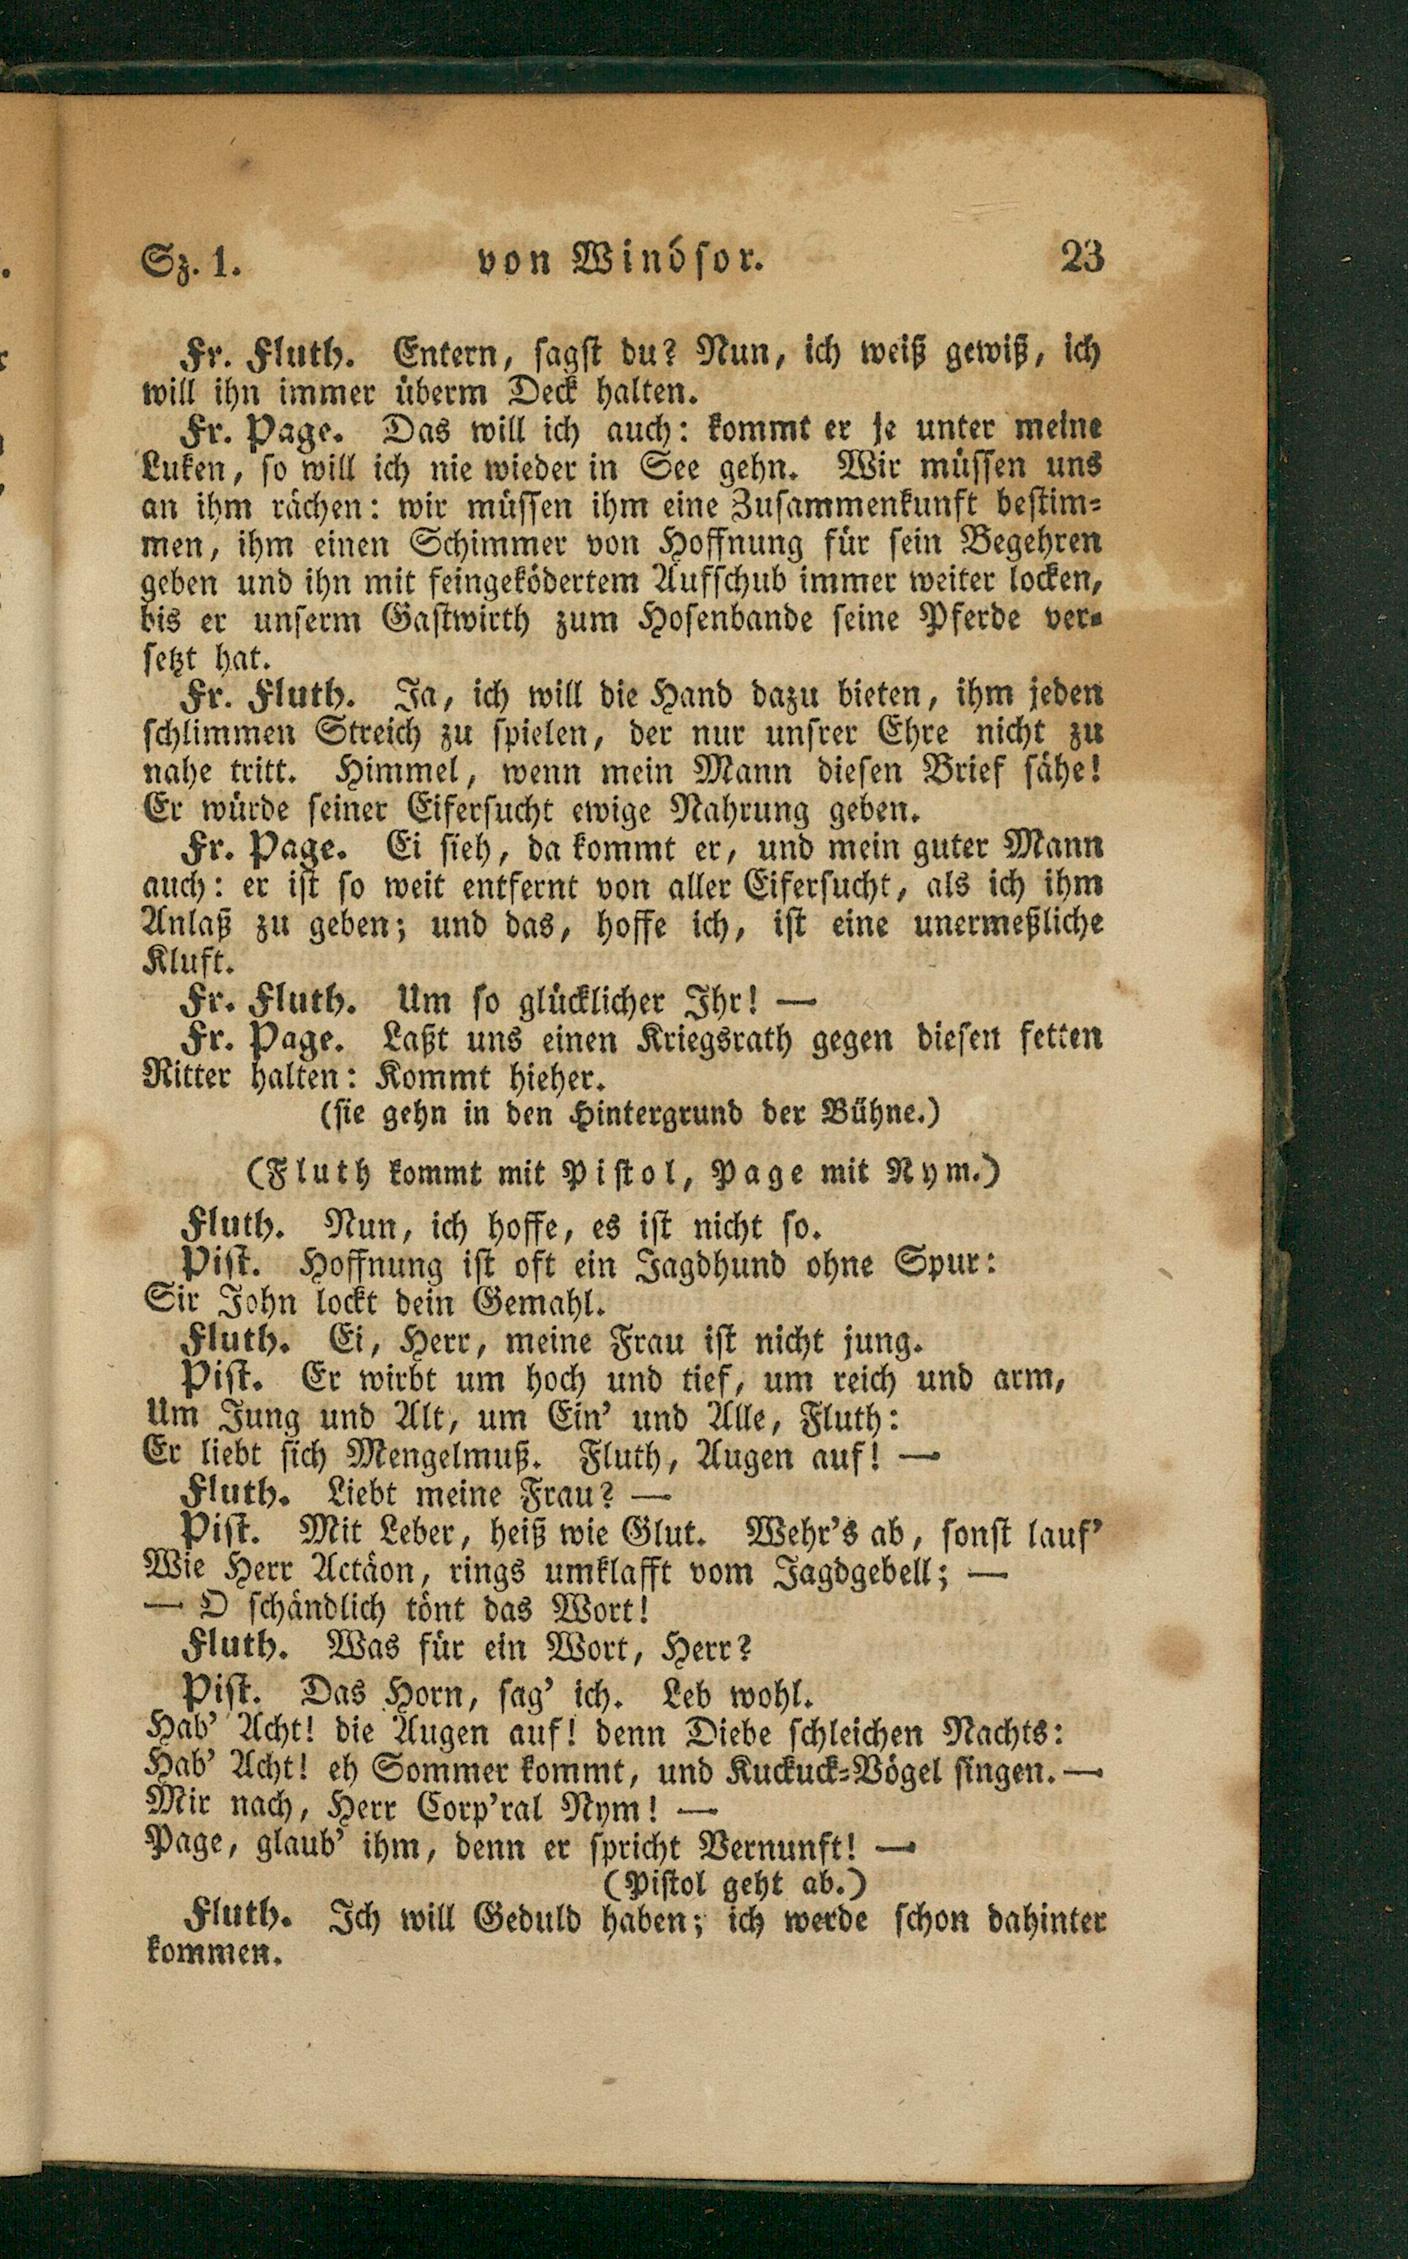 Sz. 1. von Windsor. 23
Fr. Fluth. Entern, sagst du? Nun, ich weiß gewiß, ich
will ihn immer überm Deck halten.
Fr. Page. Das will ich auch: kommt er je unter meine
Luken, so will ich nie wieder in See gehn. Wir müssen uns
an ihm rächen: wir müssen ihm eine Zusammenkunft bestim-
men, ihm einen Schimmer von Hoffnung für sein Begehren
geben und ihn mit feingeködertem Aufschub immer weiter locken,
bis er unserm Gastwirth zum Hosenbande seine Pferde ver-
setzt hat.
Fr. Fluth. Ja, ich will die Hand dazu bieten, ihm jeden
schlimmen Streich zu spielen, der nur unsrer Ehre nicht zu
nahe tritt. Himmel, wenn mein Mann diesen Brief sähe!
Er würde seiner Eifersucht ewige Nahrung geben.
Fr. Page. Ei sieh, da kommt er, und mein guter Mann
auch: er ist so weit entfernt von aller Eifersucht, als ich ihm
Anlaß zu geben; und das, hoffe ich, ist eine unermeßliche
Kluft.
Fr. Fluth. Um so glücklicher Ihr! —
Fr. Page. Laßt uns einen Kriegsrath gegen diesen fetten
Ritter halten: Kommt hieher.
(sie gehn in den Hintergrund der Bühne.)
(Fluth kommt mit Pistol, Page mit Nym.)
Fluth. Nun, ich hoffe, es ist nicht so.
Pist. Hoffnung ist oft ein Jagdhund ohne Spur:
Sir John lockt dein Gemahl.
Fluth. Ei, Herr, meine Frau ist nicht jung.
Pist. Er wirbt um hoch und tief, um reich und arm,
Um Jung und Alt, um Ein' und Alle, Fluth:
Er liebt sich Mengelmuß. Fluth, Augen auf! —
Fluth. Liebt meine Frau? —
Pist. Mit Leber, heiß wie Glut. Wehr's ab, sonst lauf'
Wie Herr Actäon, rings umklafft vom Jagdgebell; —
— O schändlich tönt das Wort!
Fluth. Was für ein Wort, Herr?
Pist. Das Horn, sag' ich. Leb wohl.
Hab' Acht! die Augen auf! denn Diebe schleichen Nachts:
Hab' Acht! eh Sommer kommt, und Kuckuck-Vögel singen. —
Mir nach, Herr Corp'ral Nym! —
Page, glaub' ihm, denn er spricht Vernunft! —
(Pistol geht ab.)
Fluth. Ich will Geduld haben; ich werde schon dahinter
kommen.